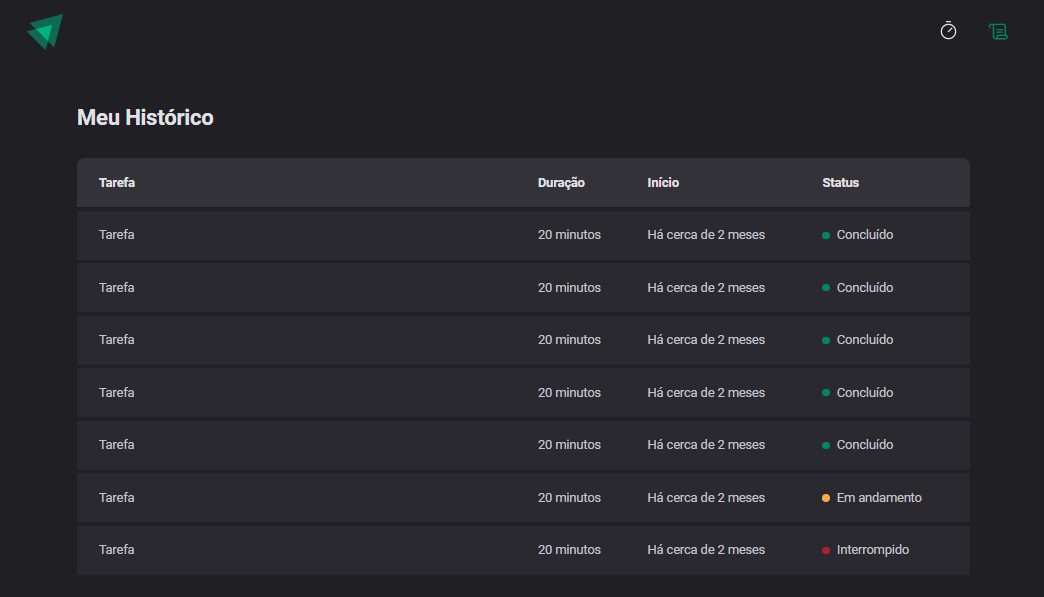 Meu Histórico
Tarefa Duração Início Status
Tarefa 20 minutos Há cerca de 2 meses Concluído
Tarefa 20 minutos Há cerca de 2 meses Concluído
Tarefa 20 minutos Há cerca de 2 meses Concluído
Tarefa 20 minutos Há cerca de 2 meses Concluído
Tarefa 20 minutos Há cerca de 2 meses Concluído
Tarefa 20 minutos Há cerca de 2 meses Em andamento
Tarefa 20 minutos Há cerca de 2 meses Interrompido